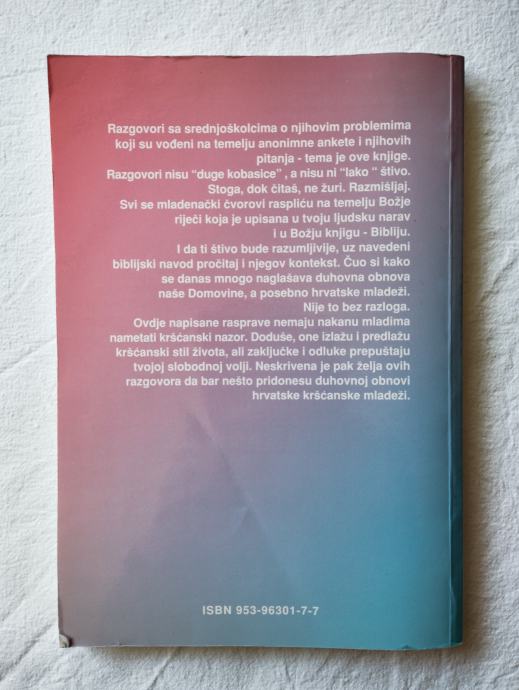 Razgovori sa srednjoškolcima o njihovim problemima
koji su vođeni na temelju anonimne ankete i njihovih
pitanja - tema je ove knjige.
Razgovori nisu “duge kobasice” , a nisu ni “lako “ štivo.
Stoga, dok čitaš, ne žuri. Razmišljaj.
Svi se mladenački čvorovi raspliću na temelju Božje
riječi koja je upisana u tvoju ljudsku narav
i u Božju knjigu - Bibliju.
I da ti štivo bude razumljivije, uz navedeni
biblijski navod pročitaj i njegov kontekst. Čuo si kako
se danas mnogo naglašava duhovna obnova
naše Domovine, a posebno hrvatske mladeži.
Nije to bez razloga.
Ovdje napisane rasprave nemaju nakanu mladima
nametati kršćanski nazor. Doduše, one izlažu i predlažu
kršćanski stil života, ali zaključke i odluke prepuštaju
tvojoj slobodnoj volji. Neskrivena je pak želja ovih
razgovora da bar nešto pridonesu duhovnoj obnovi
hrvatske kršćanske mladeži.
ISBN 953-96301-7-7